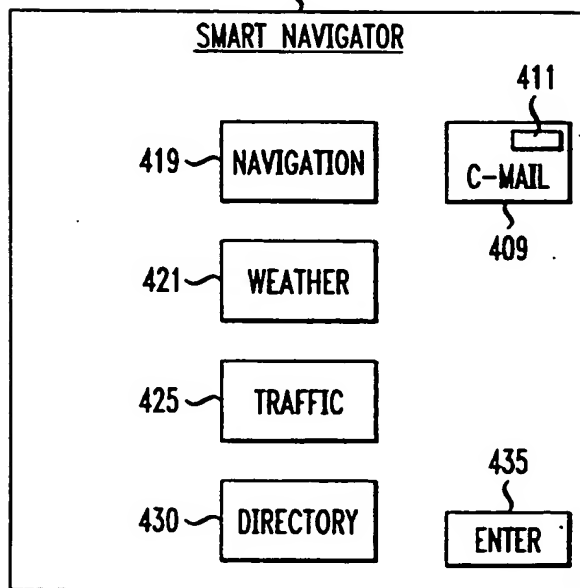 SMART NAVIGATOR
411
419 NAVIGATION
C-MAIL
409
421 WEATHER
425 TRAFFIC
435
430 DIRECTORY
ENTER